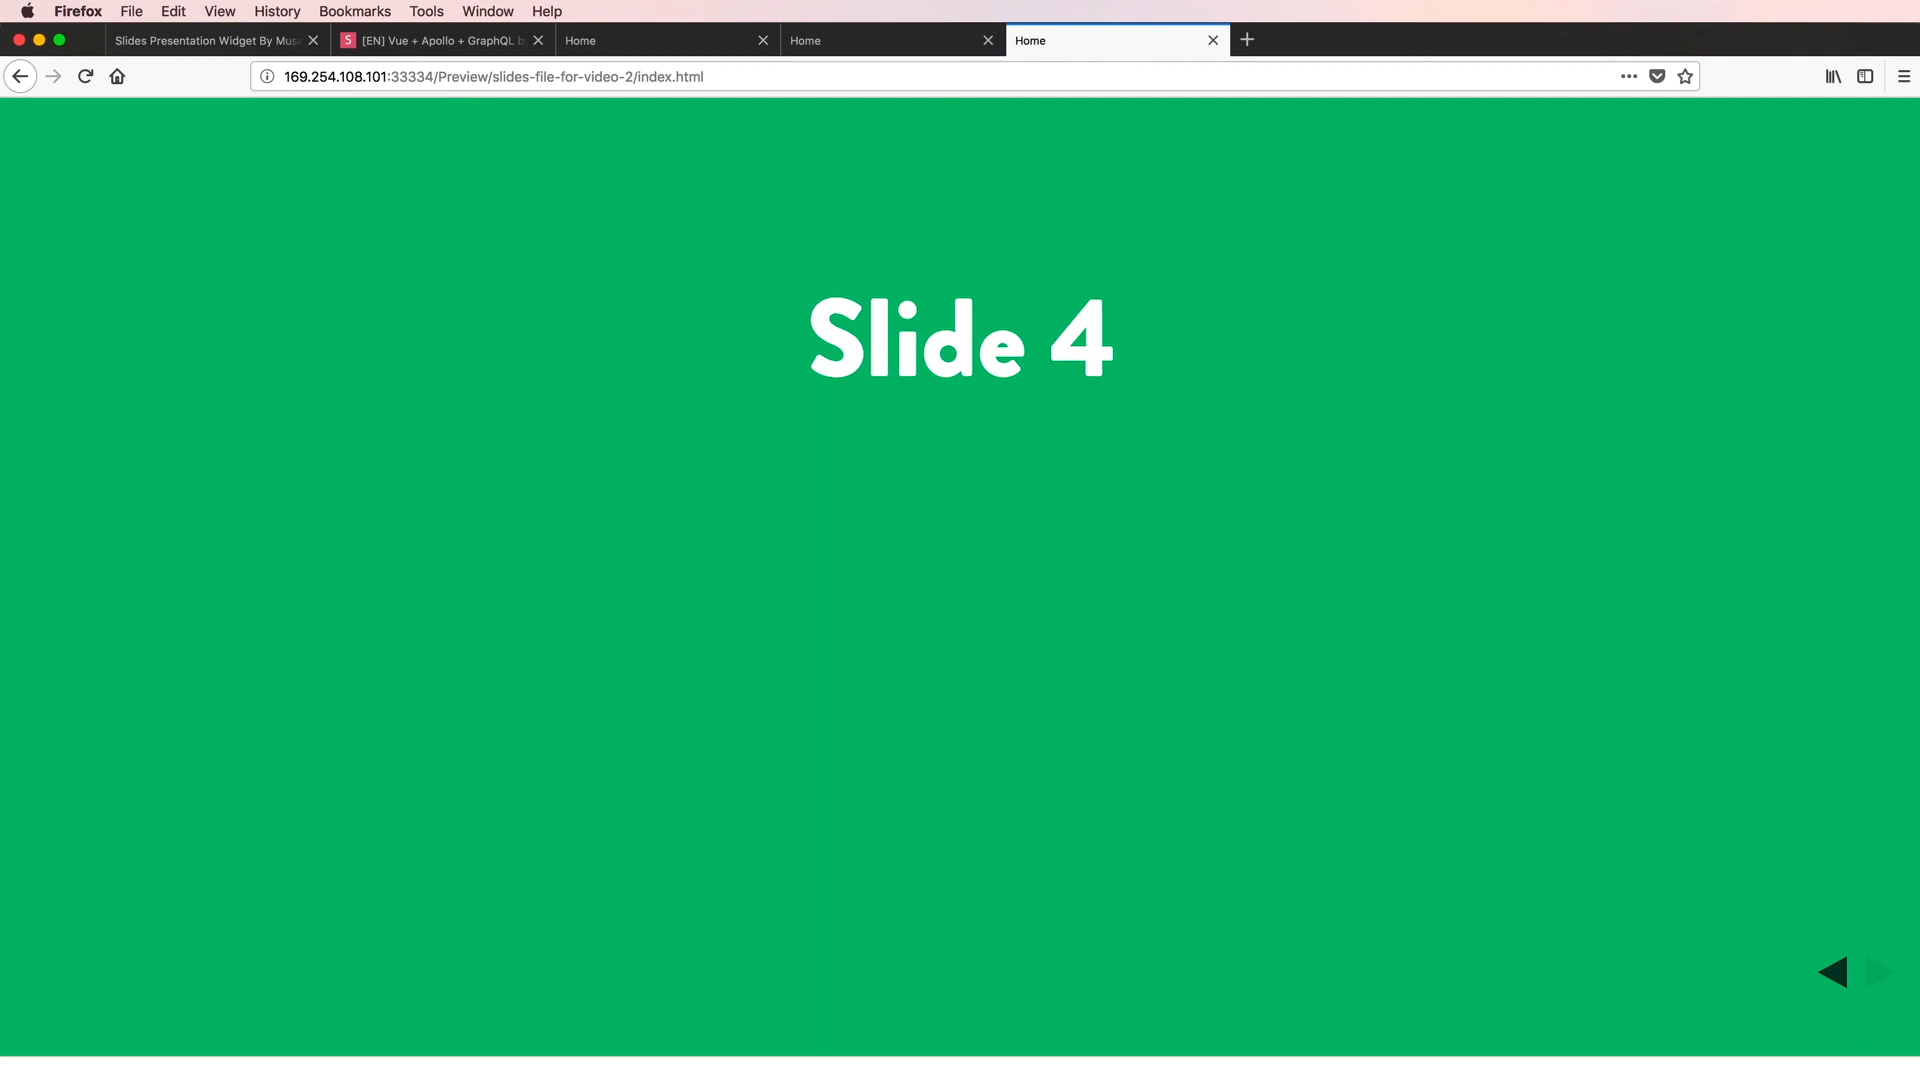 Firefox File Edit View History Bookmarks Tools Window Help
Slides Presentation Widget By Mus
S [EN] Vue + Apollo + GraphQL b
Home
Home
Home
169.254.108.101:33334/Preview/slides-file-for-video-2/index.html
Slide 4